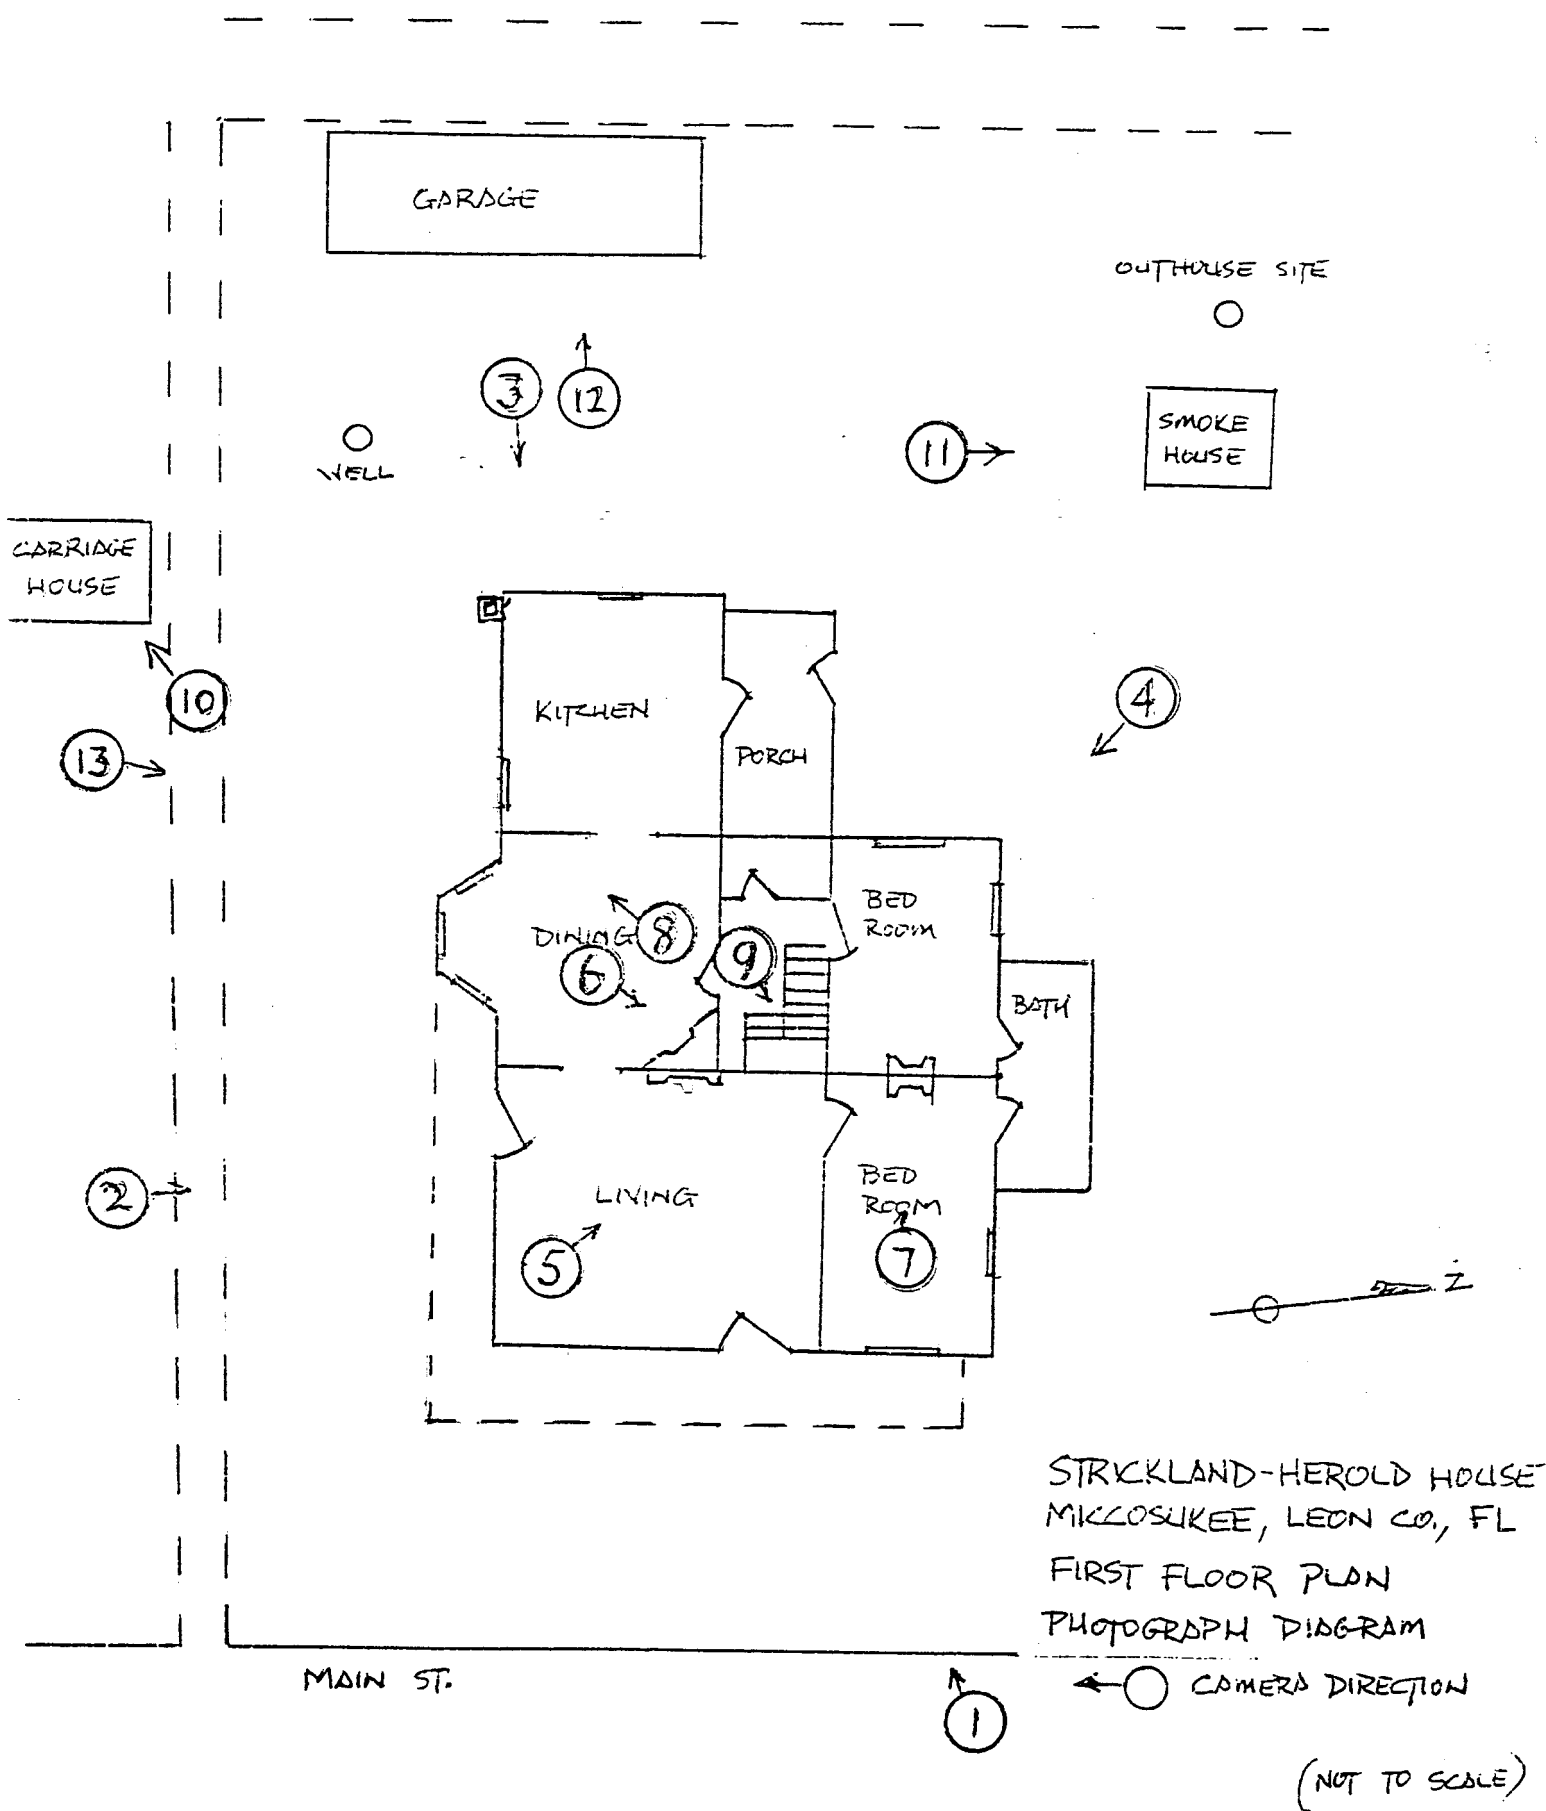 GARAGE
OUTHOUSE SITE
3
12
WELL
11
SMOKE
HOUSE
CARRIAGE
HOUSE
10
13
KITCHEN
PORCH
4
BED
ROOM
DINING
8
9
6
BATH
2
LIVING
BED
ROOM
5
7
N
STRICKLAND-HEROLD HOUSE
MICCOSUKEE, LEON CO., FL
FIRST FLOOR PLAN
PHOTOGRAPH DIAGRAM
MAIN ST.
CAMERA DIRECTION
1
(NOT TO SCALE)